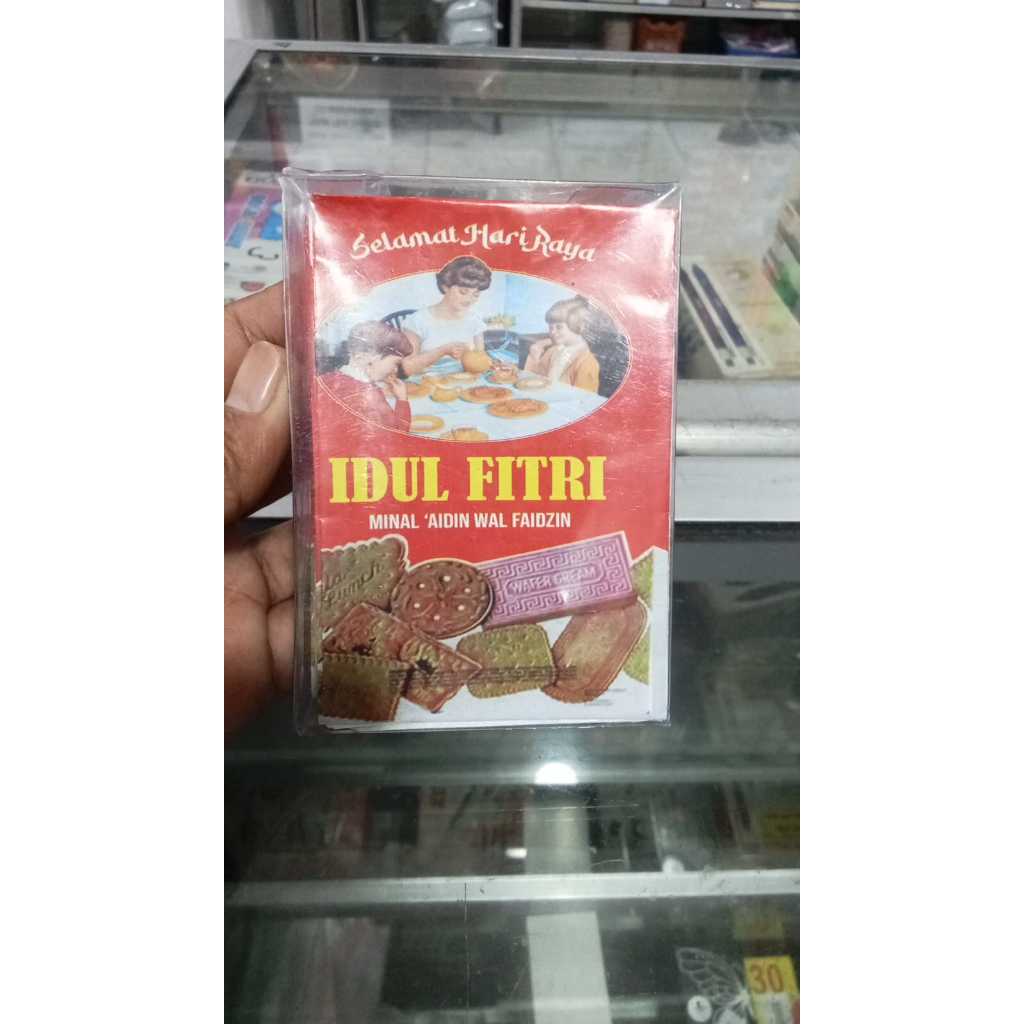 Selamat Hari Raya
IDUL FITRI
MINAL 'AIDIN WAL FAIDZIN
WAFER CREAM
30